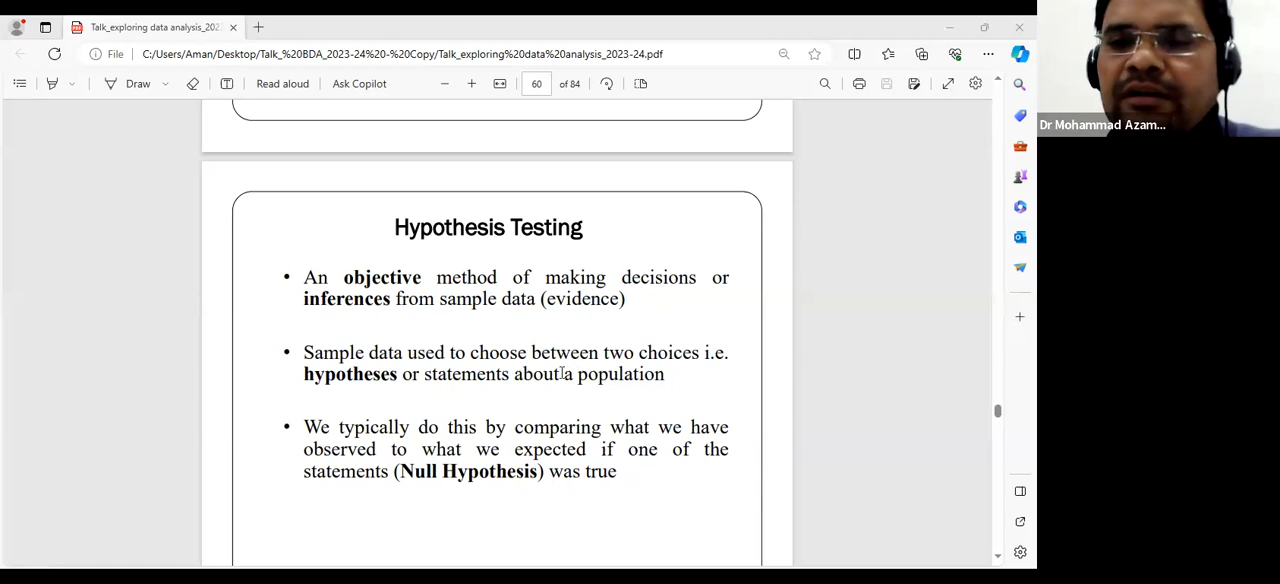 Talk_exploring data analysis_202
File
C:/Users/Aman/Desktop/Talk_%20BDA_2023-24%20-%20Copy/Talk_exploring%20data%20analysis_2023-24.pdf
Draw
Read aloud
Ask Copilot
60 of 84
Dr Mohammad Azam...
Hypothesis Testing
• An objective method of making decisions or
inferences from sample data (evidence)
• Sample data used to choose between two choices i.e.
hypotheses or statements about a population
• We typically do this by comparing what we have
observed to what we expected if one of the
statements (Null Hypothesis) was true